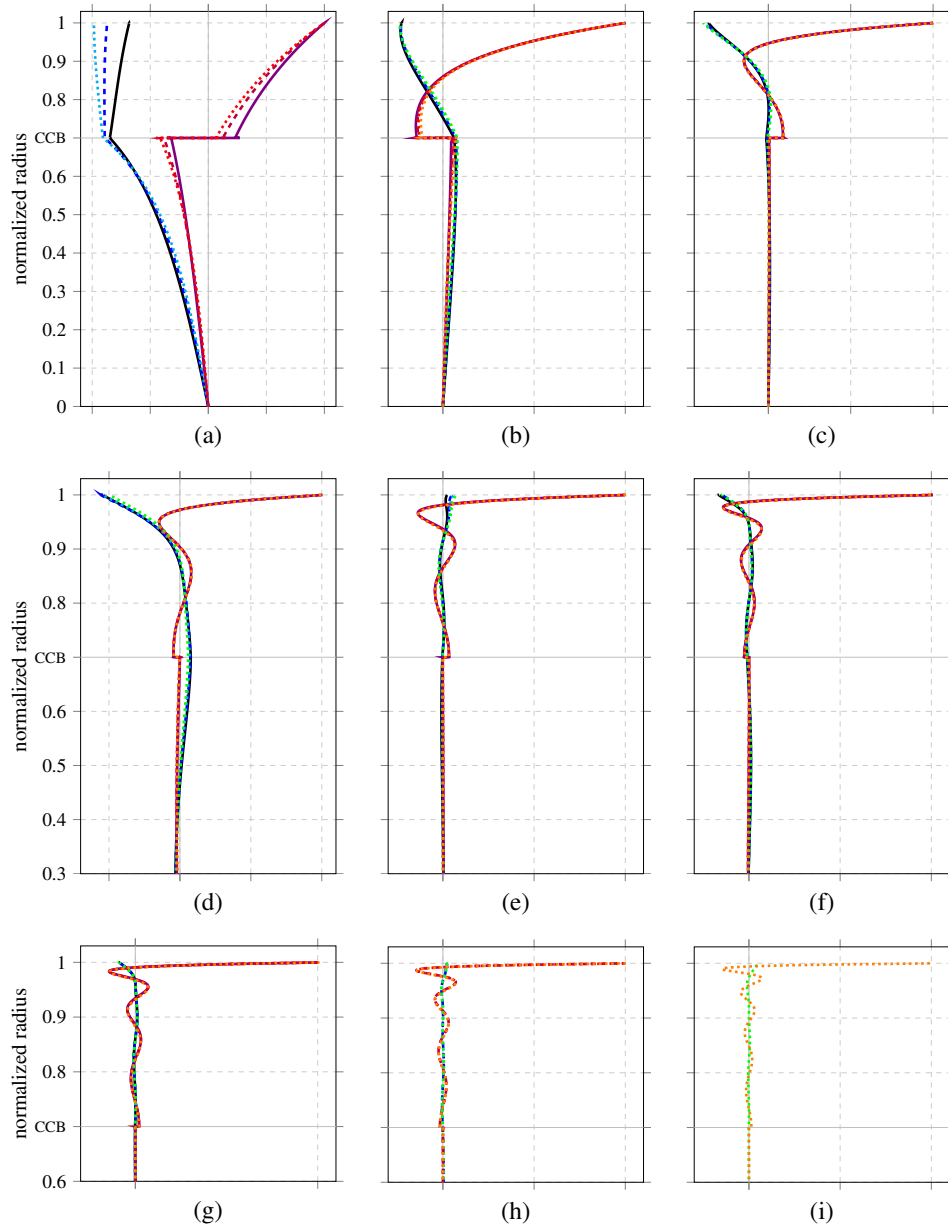 1
0.9
0.8
CCB
0.6
0.5
0.4
0.3
0.2
0.1
0
normalized radius
(a)
(b)
(c)
1
0.9
0.8
CCB
0.6
0.5
0.4
0.3
normalized radius
(d)
(e)
(f)
1
0.9
0.8
CCB
0.6
normalized radius
(g)
(h)
(i)